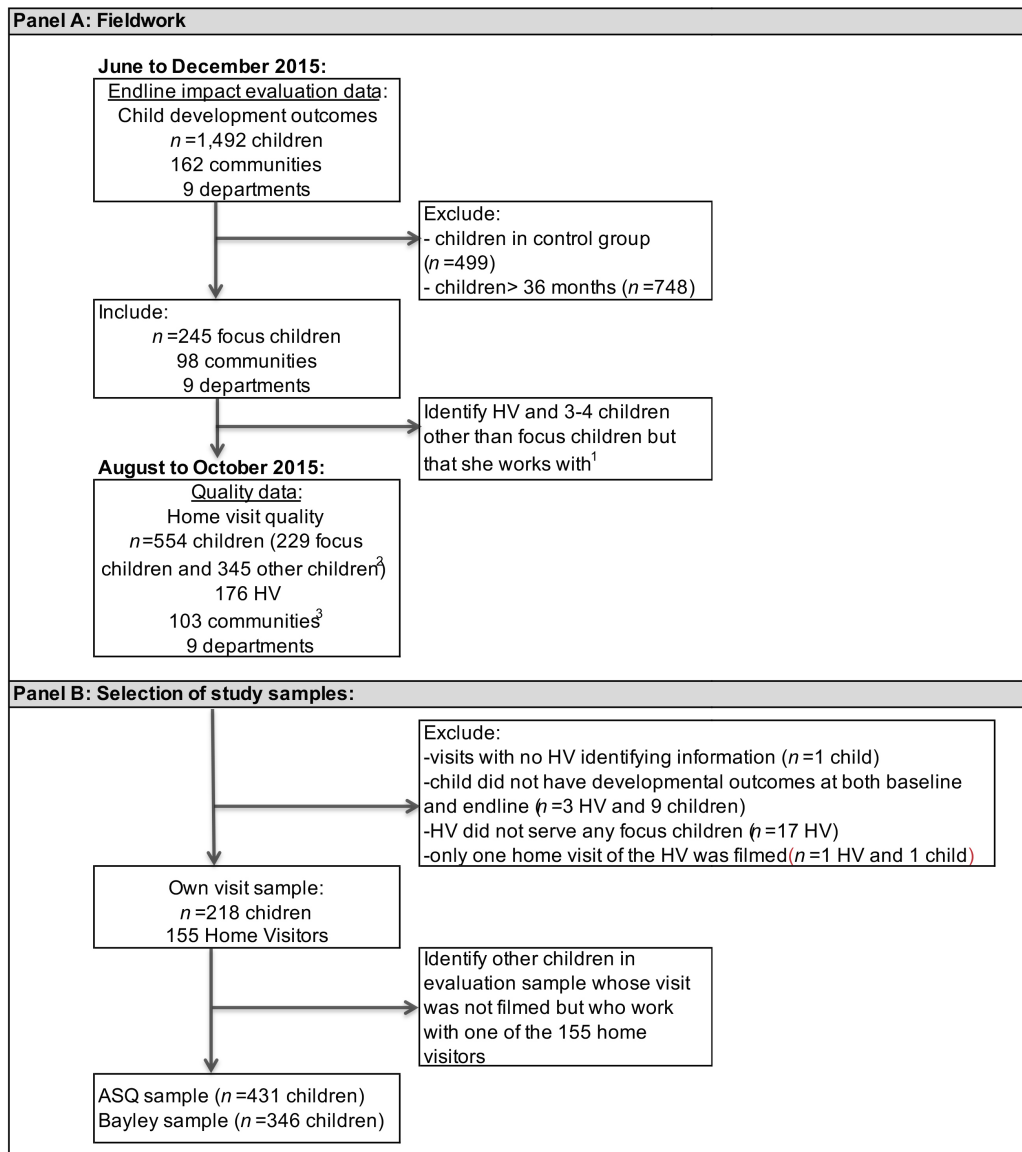 Panel A: Fieldwork
June to December 2015:
Endline impact evaluation data:
Child development outcomes
n=1,492 children
162 communities
9 departments
Exclude:
- children in control group
(n=499)
- children> 36 months (n=748)
Include:
n=245 focus children
98 communities
9 departments
Identify HV and 3-4 children
other than focus children but
that she works with1
August to October 2015:
Quality data:
Home visit quality
n=554 children (229 focus
children and 345 other children2)
176 HV
103 communities3
9 departments
Panel B: Selection of study samples:
Exclude:
-visits with no HV identifying information (n=1 child)
-child did not have developmental outcomes at both baseline
and endline (n=3 HV and 9 children)
-HV did not serve any focus children (n=17 HV)
-only one home visit of the HV was filmed(n=1 HV and 1 child)
Own visit sample:
n=218 chidren
155 Home Visitors
Identify other children in
evaluation sample whose visit
was not filmed but who work
with one of the 155 home
visitors
ASQ sample (n=431 children)
Bayley sample (n=346 children)